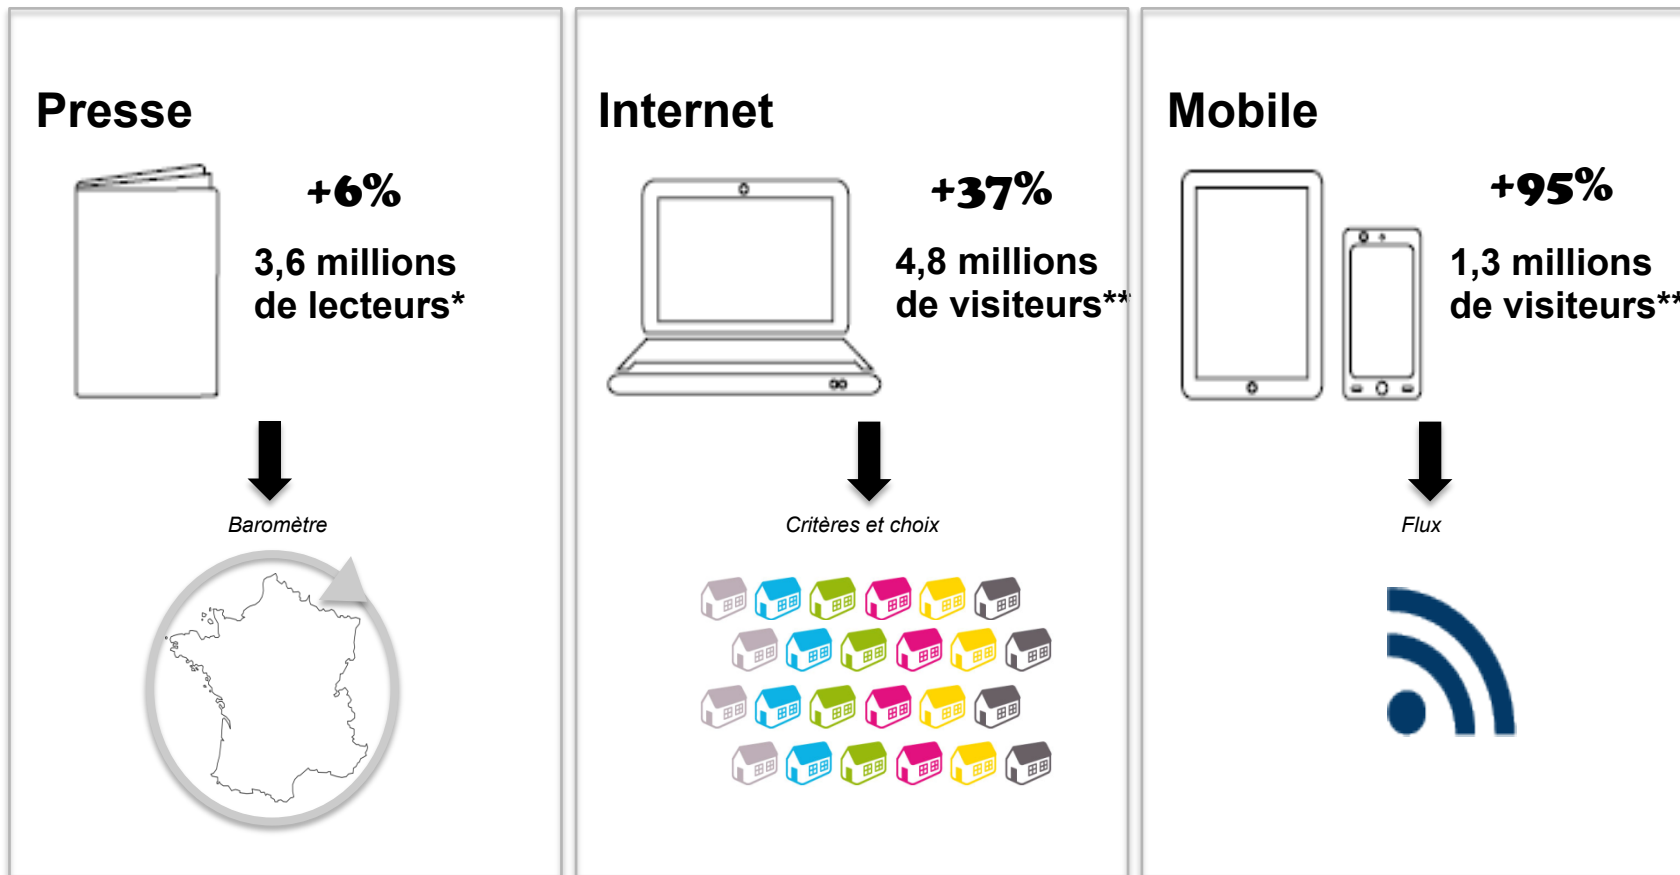 Presse
+6%
3,6 millions
de lecteurs*
Baromètre
Internet
+37%
4,8 millions
de visiteurs**
Critères et choix
Mobile
+95%
1,3 millions
de visiteurs**
Flux